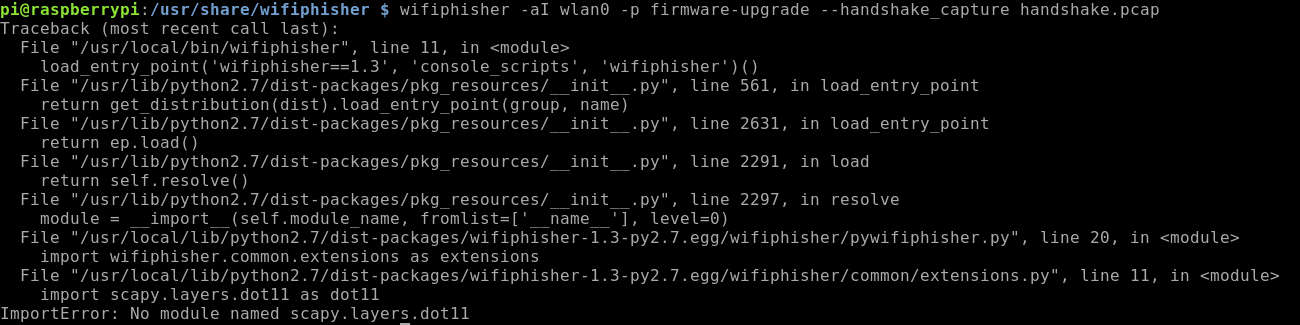 pi@raspberrypi:/usr/share/wifiphisher $ wifiphisher -aI wlan0 -p firmware-upgrade --handshake_capture handshake.pcap
Traceback (most recent call last):
  File "/usr/local/bin/wifiphisher", line 11, in <module>
    load_entry_point('wifiphisher==1.3', 'console_scripts', 'wifiphisher')()
  File "/usr/lib/python2.7/dist-packages/pkg_resources/__init__.py", line 561, in load_entry_point
    return get_distribution(dist).load_entry_point(group, name)
  File "/usr/lib/python2.7/dist-packages/pkg_resources/__init__.py", line 2631, in load_entry_point
    return ep.load()
  File "/usr/lib/python2.7/dist-packages/pkg_resources/__init__.py", line 2291, in load
    return self.resolve()
  File "/usr/lib/python2.7/dist-packages/pkg_resources/__init__.py", line 2297, in resolve
    module = __import__(self.module_name, fromlist=['__name__'], level=0)
  File "/usr/local/lib/python2.7/dist-packages/wifiphisher-1.3-py2.7.egg/wifiphisher/pywifiphisher.py", line 20, in <module>
    import wifiphisher.common.extensions as extensions
  File "/usr/local/lib/python2.7/dist-packages/wifiphisher-1.3-py2.7.egg/wifiphisher/common/extensions.py", line 11, in <module>
    import scapy.layers.dot11 as dot11
ImportError: No module named scapy.layers.dot11